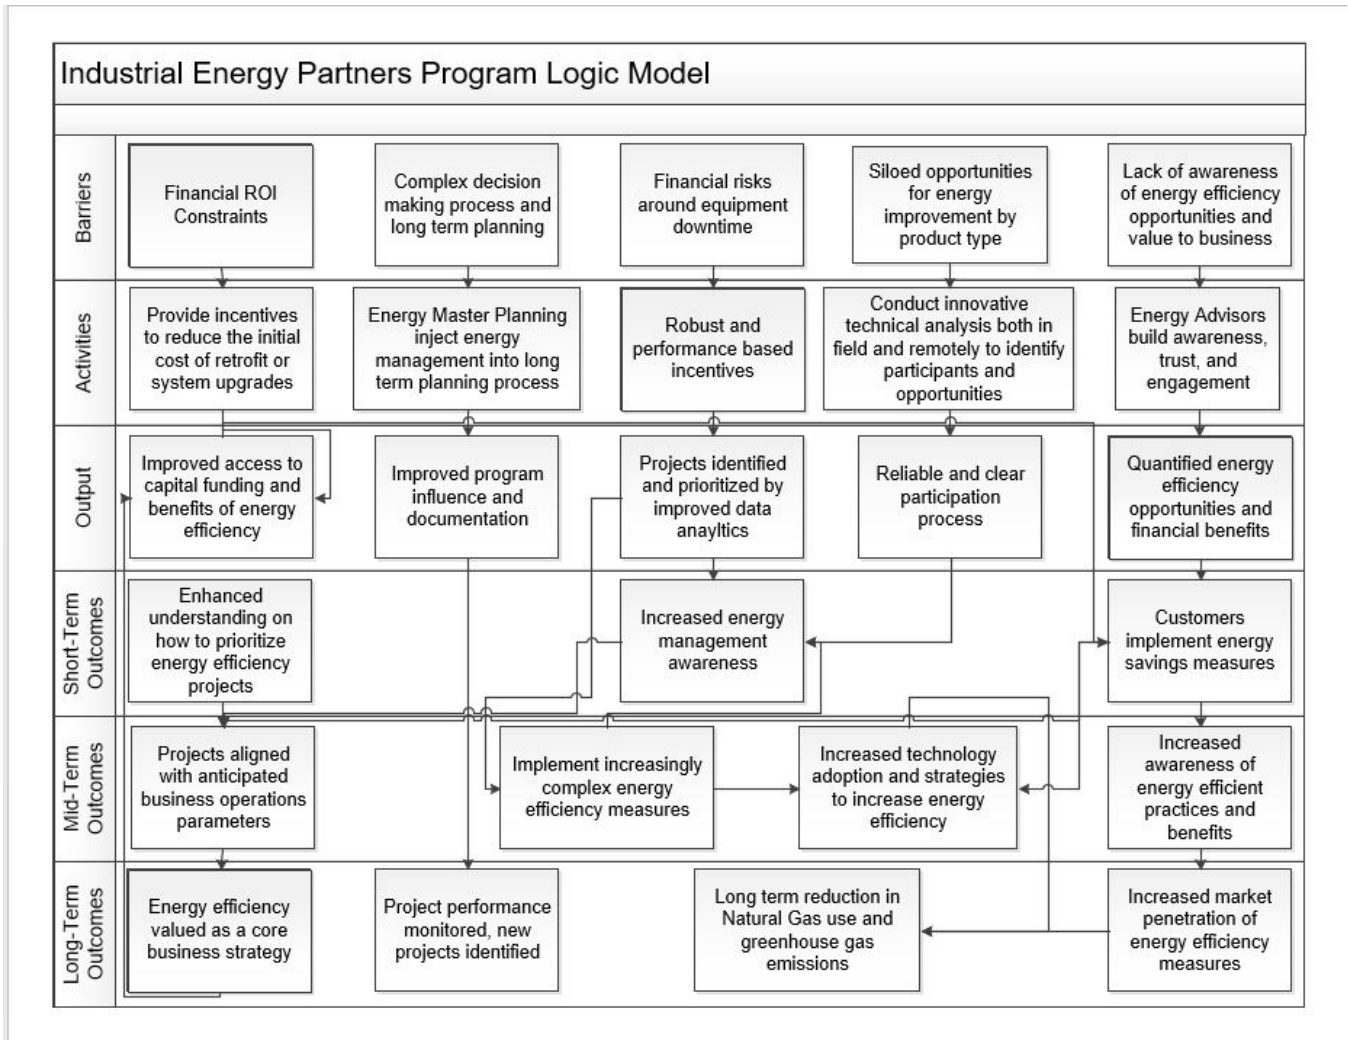 Industrial Energy Partners Program Logic Model
Barriers
Financial ROI
Constraints
Complex decision
making process and
long term planning
Financial risks
around equipment
downtime
Siloed opportunities
for energy
improvement by
product type
Lack of awareness
of energy efficiency
opportunities and
value to business
Activities
Provide incentives
to reduce the initial
cost of retrofit or
system upgrades
Energy Master Planning
inject energy
management into long
term planning process
Robust and
performance based
incentives
Conduct innovative
technical analysis both in
field and remotely to identify
participants and
opportunities
Energy Advisors
build awareness,
trust, and
engagement
Output
Improved access to
capital funding and
benefits of energy
efficiency
Improved program
influence and
documentation
Projects identified
and prioritized by
improved data
anayltics
Reliable and clear
participation
process
Quantified energy
efficiency
opportunities and
financial benefits
Short-Term
Outcomes
Enhanced
understanding on
how to prioritize
energy efficiency
projects
Increased energy
management
awareness
Customers
implement energy
savings measures
Mid-Term
Outcomes
Projects aligned
with anticipated
business operations
parameters
Implement increasingly
complex energy
efficiency measures
Increased technology
adoption and strategies
to increase energy
efficiency
Increased
awareness of
energy efficient
practices and
benefits
Long-Term
Outcomes
Energy efficiency
valued as a core
business strategy
Project performance
monitored, new
projects identified
Long term reduction in
Natural Gas use and
greenhouse gas
emissions
Increased market
penetration of
energy efficiency
measures